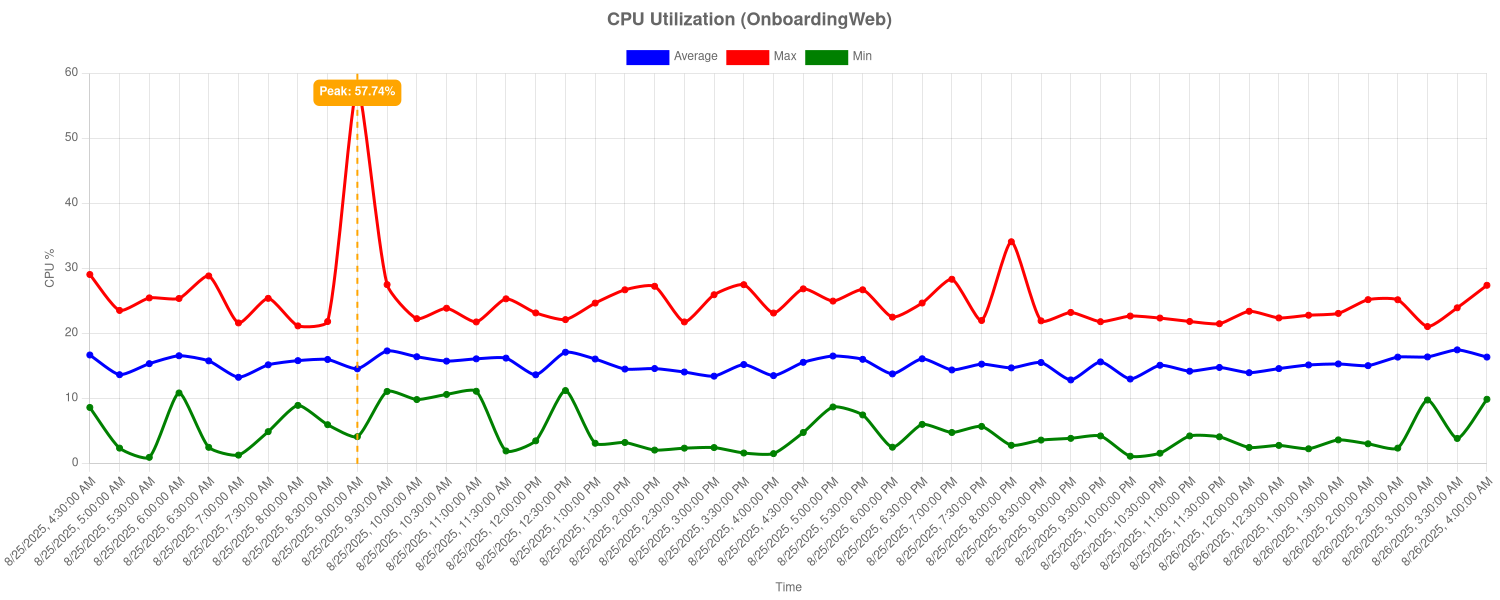 CPU Utilization (OnboardingWeb)
Average Max Min
Peak: 57.74%
60
50
40
30
20
10
0
CPU %
8/25/2025, 4:30:00 AM
8/25/2025, 5:00:00 AM
8/25/2025, 5:30:00 AM
8/25/2025, 6:00:00 AM
8/25/2025, 6:30:00 AM
8/25/2025, 7:00:00 AM
8/25/2025, 7:30:00 AM
8/25/2025, 8:00:00 AM
8/25/2025, 8:30:00 AM
8/25/2025, 9:00:00 AM
8/25/2025, 9:30:00 AM
8/25/2025, 10:00:00 AM
8/25/2025, 10:30:00 AM
8/25/2025, 11:00:00 AM
8/25/2025, 11:30:00 AM
8/25/2025, 12:00:00 PM
8/25/2025, 12:30:00 PM
8/25/2025, 1:00:00 PM
8/25/2025, 1:30:00 PM
8/25/2025, 2:00:00 PM
8/25/2025, 2:30:00 PM
8/25/2025, 3:00:00 PM
8/25/2025, 3:30:00 PM
8/25/2025, 4:00:00 PM
8/25/2025, 4:30:00 PM
8/25/2025, 5:00:00 PM
8/25/2025, 5:30:00 PM
8/25/2025, 6:00:00 PM
8/25/2025, 6:30:00 PM
8/25/2025, 7:00:00 PM
8/25/2025, 7:30:00 PM
8/25/2025, 8:00:00 PM
8/25/2025, 8:30:00 PM
8/25/2025, 9:00:00 PM
8/25/2025, 9:30:00 PM
8/25/2025, 10:00:00 PM
8/25/2025, 10:30:00 PM
8/25/2025, 11:00:00 PM
8/25/2025, 11:30:00 PM
8/26/2025, 12:00:00 AM
8/26/2025, 12:30:00 AM
8/26/2025, 1:00:00 AM
8/26/2025, 1:30:00 AM
8/26/2025, 2:00:00 AM
8/26/2025, 2:30:00 AM
8/26/2025, 3:00:00 AM
8/26/2025, 3:30:00 AM
8/26/2025, 4:00:00 AM
Time